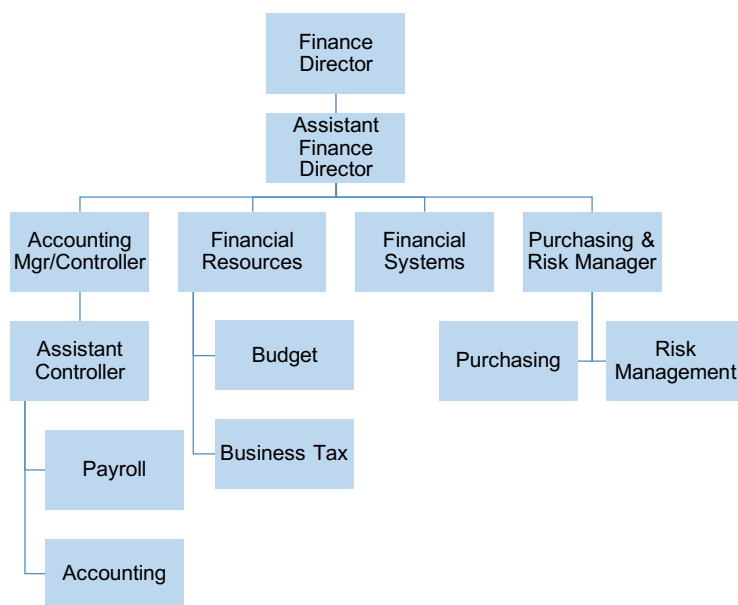 Finance
Director
Assistant
Finance
Director
Accounting
Mgr/Controller
Financial
Resources
Financial
Systems
Purchasing &
Risk Manager
Assistant
Controller
Budget
Purchasing
Risk
Management
Payroll
Business Tax
Accounting